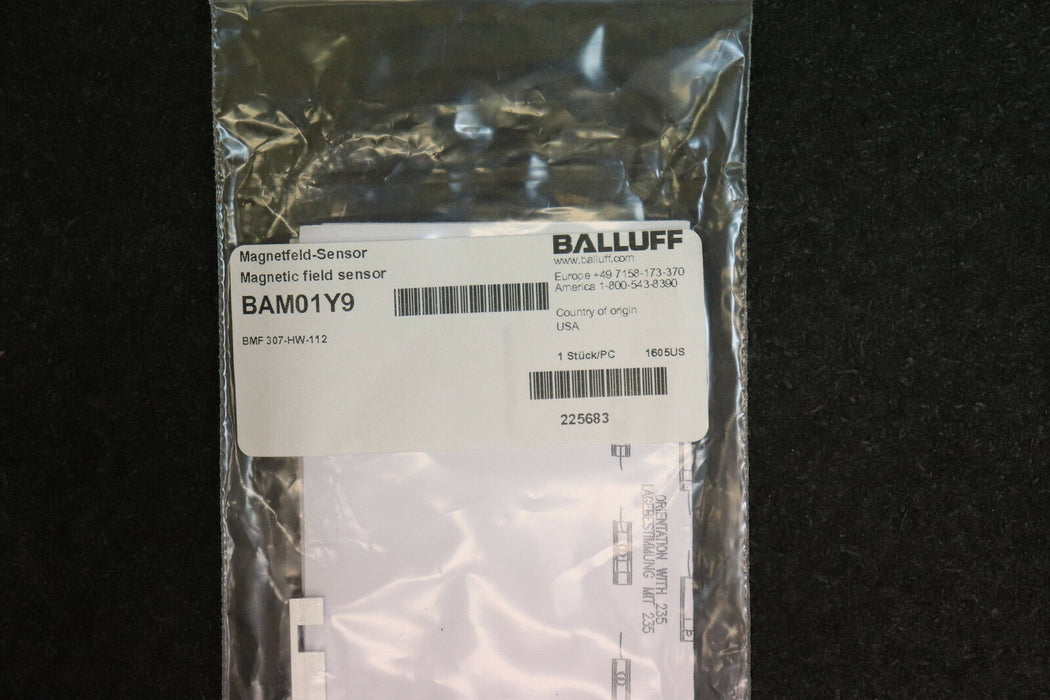 Magnetfeld-Sensor
Magnetic field sensor
BAM01Y9
BMF 307-HW-112
BALLUFF
www.balluff.com
Europe +49 7158-173-370
America 1-800-543-8390
Country of origin
USA
1 Stück/PC 1605US
225683
ORIENTATION WITH 235
LAGEBESTIMMUNG MIT 235